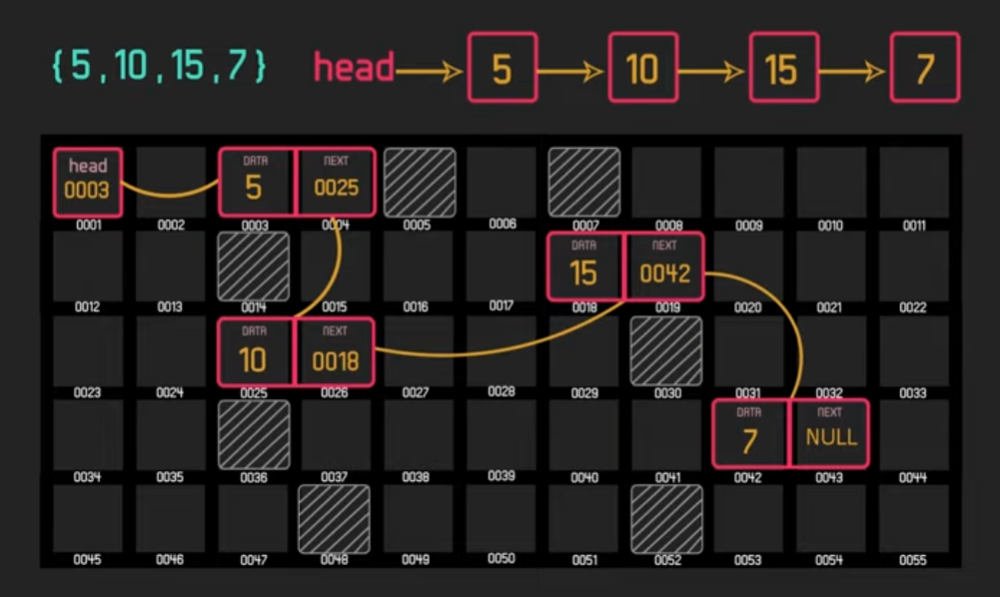 { 5 , 10 , 15 , 7 } head 5 10 15 7
head DATA NEXT
0003 5 0025
0001 0002 0003 0004 0005 0006 0007 0008 0009 0010 0011
DATA NEXT
15 0042
0012 0013 0014 0015 0016 0017 0018 0019 0020 0021 0022
DATA NEXT
10 0018
0023 0024 0025 0026 0027 0028 0029 0030 0031 0032 0033
DATA NEXT
7 NULL
0034 0035 0036 0037 0038 0039 0040 0041 0042 0043 0044
0045 0046 0047 0048 0049 0050 0051 0052 0053 0054 0055